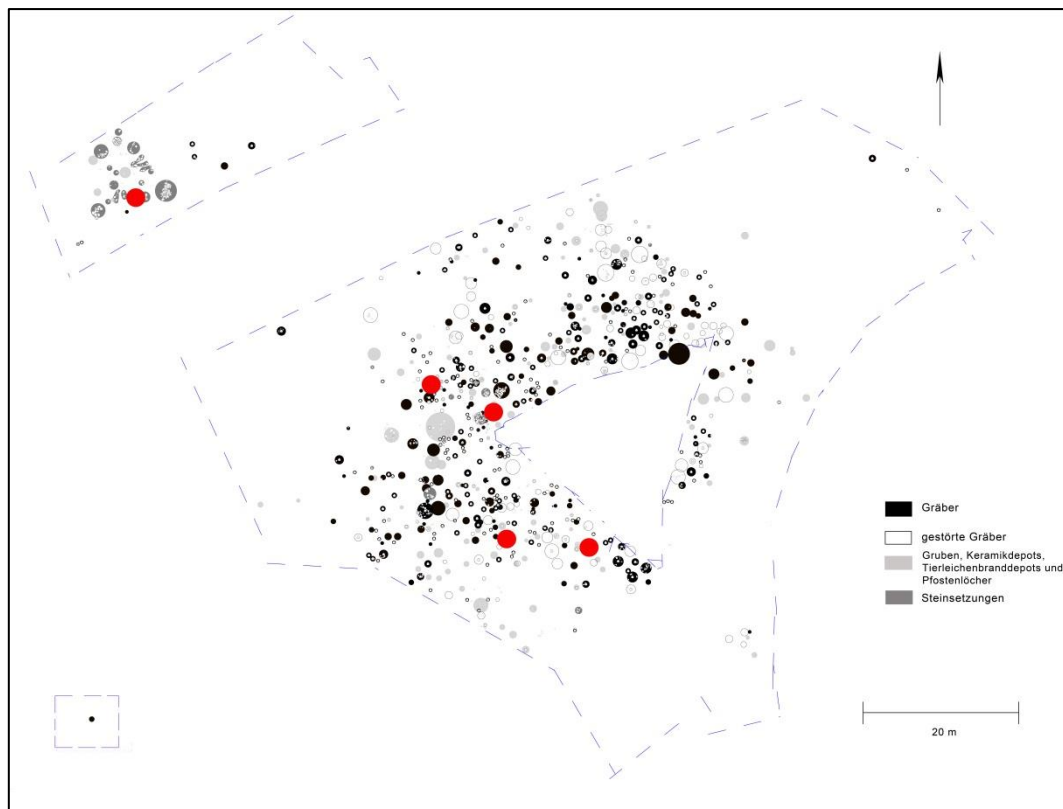 Gräber
gestörte Gräber
Gruben, Keramikdepots,
Tierleichenbranddepots und
Pfostenlöcher
Steinsetzungen
20 m